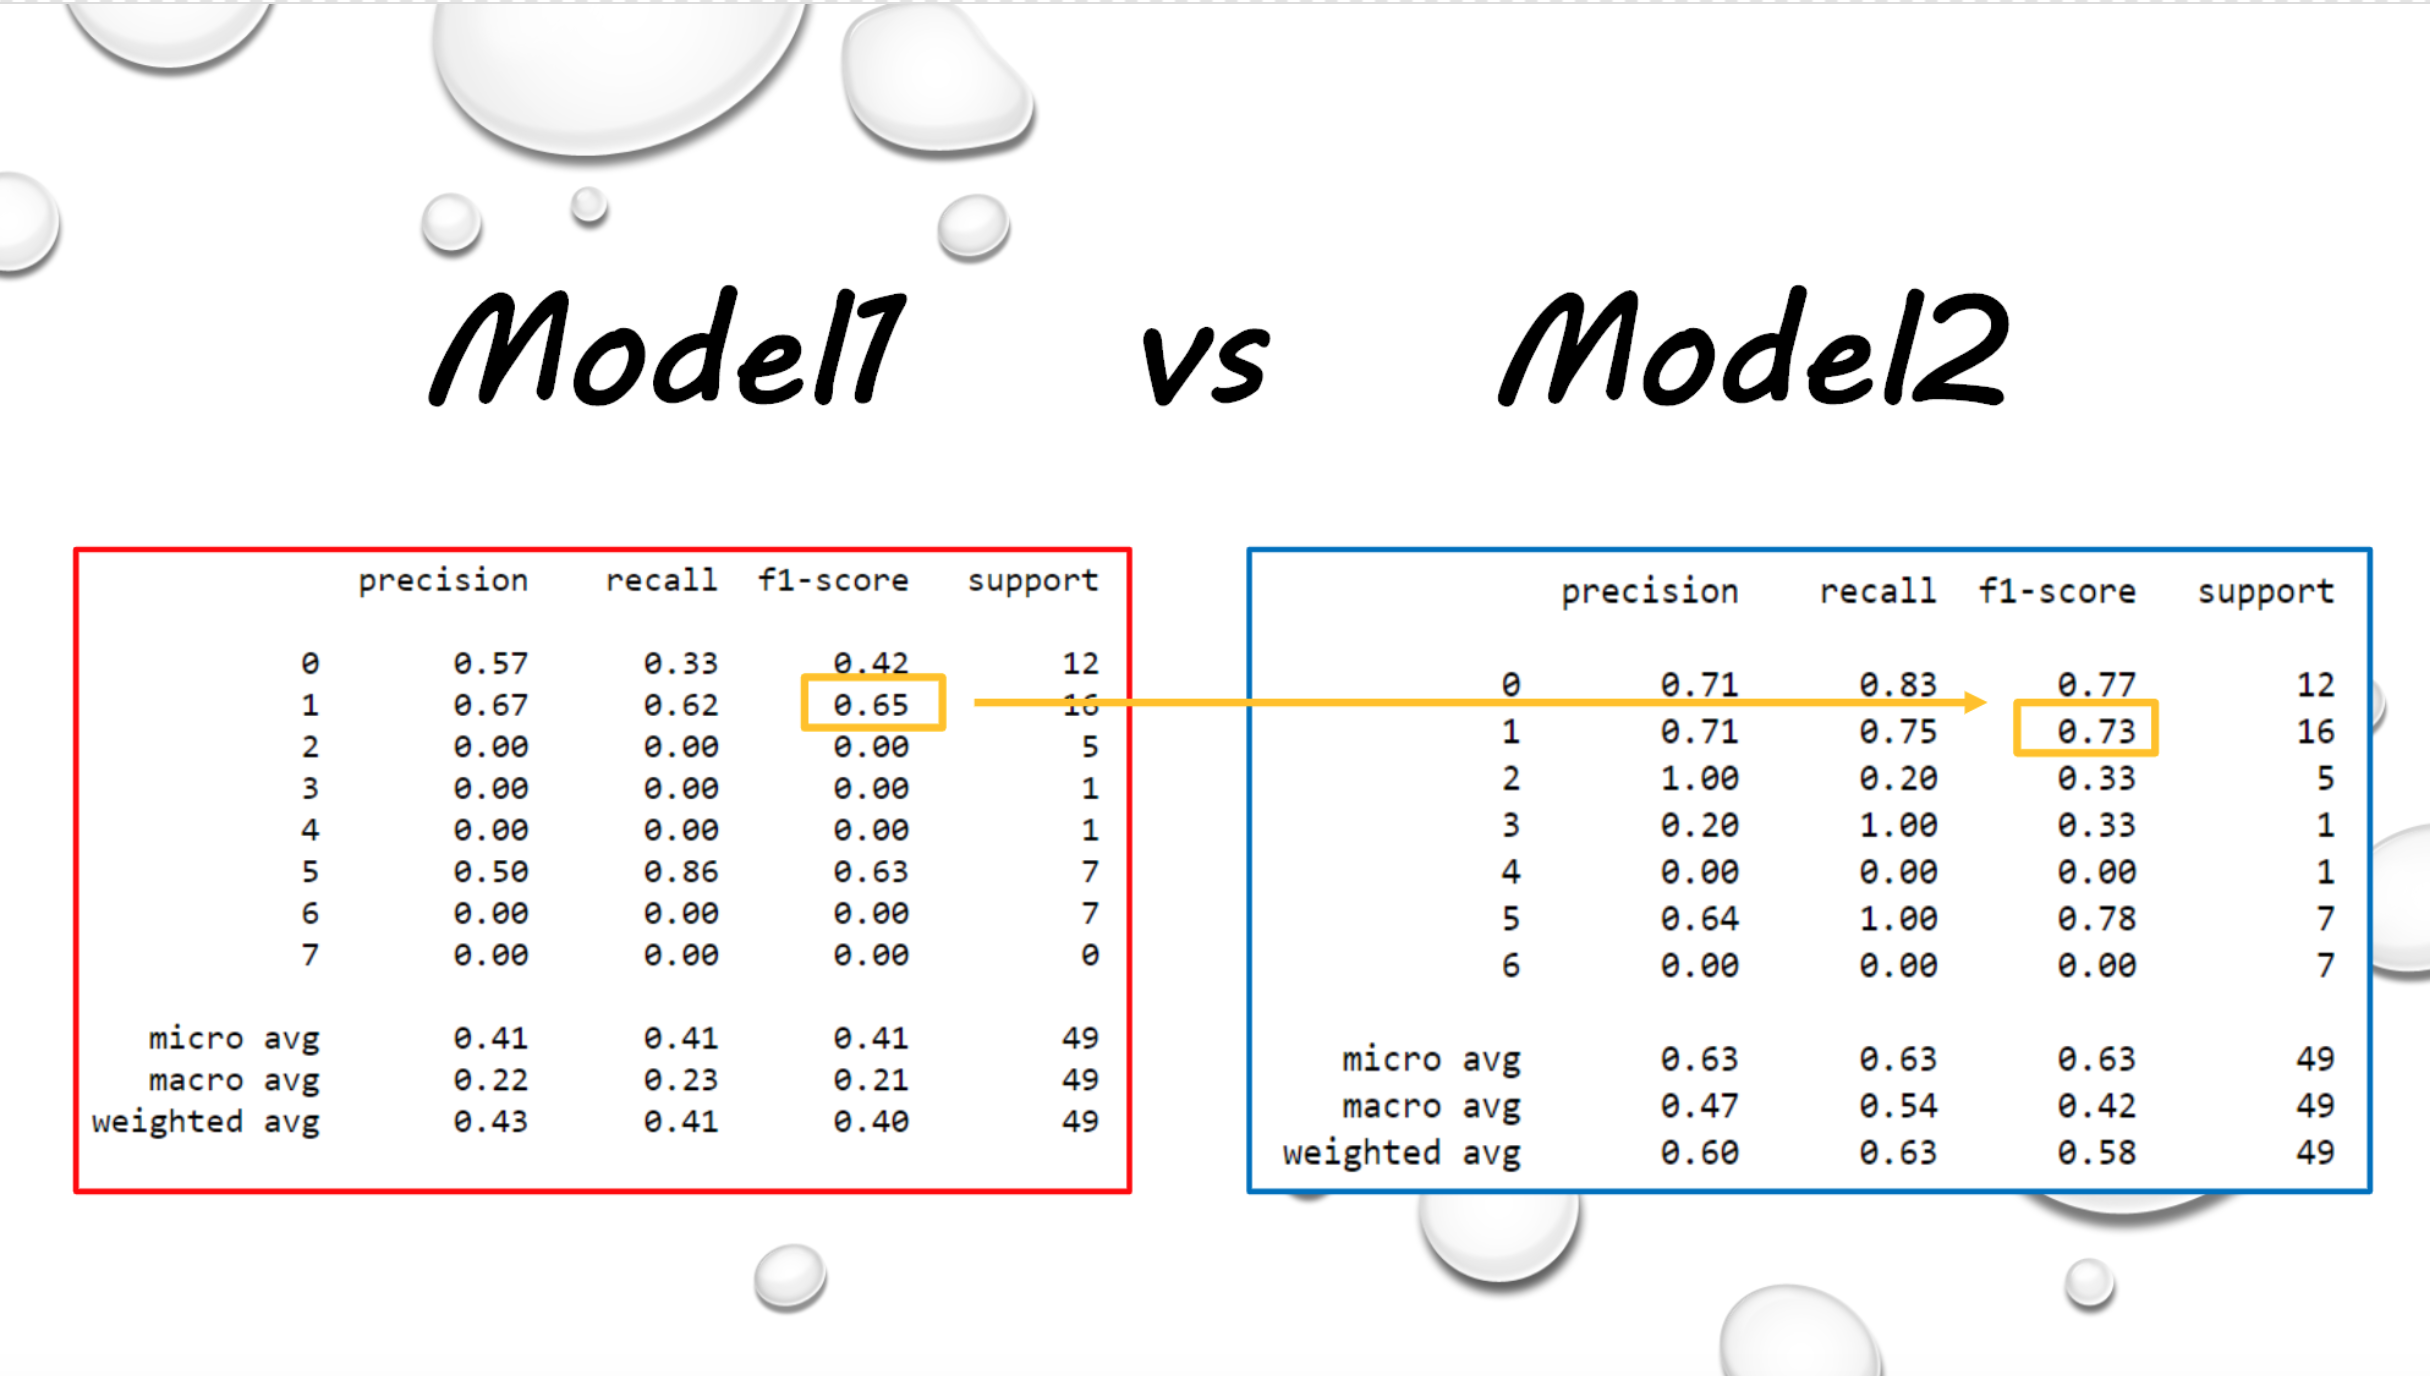 Model1 vs Model2
precision recall f1-score support
0 0.57 0.33 0.42 12
1 0.67 0.62 0.65 16
2 0.00 0.00 0.00 5
3 0.00 0.00 0.00 1
4 0.00 0.00 0.00 1
5 0.50 0.86 0.63 7
6 0.00 0.00 0.00 7
7 0.00 0.00 0.00 0
micro avg 0.41 0.41 0.41 49
macro avg 0.22 0.23 0.21 49
weighted avg 0.43 0.41 0.40 49
precision recall f1-score support
0 0.71 0.83 0.77 12
1 0.71 0.75 0.73 16
2 1.00 0.20 0.33 5
3 0.20 1.00 0.33 1
4 0.00 0.00 0.00 1
5 0.64 1.00 0.78 7
6 0.00 0.00 0.00 7
micro avg 0.63 0.63 0.63 49
macro avg 0.47 0.54 0.42 49
weighted avg 0.60 0.63 0.58 49